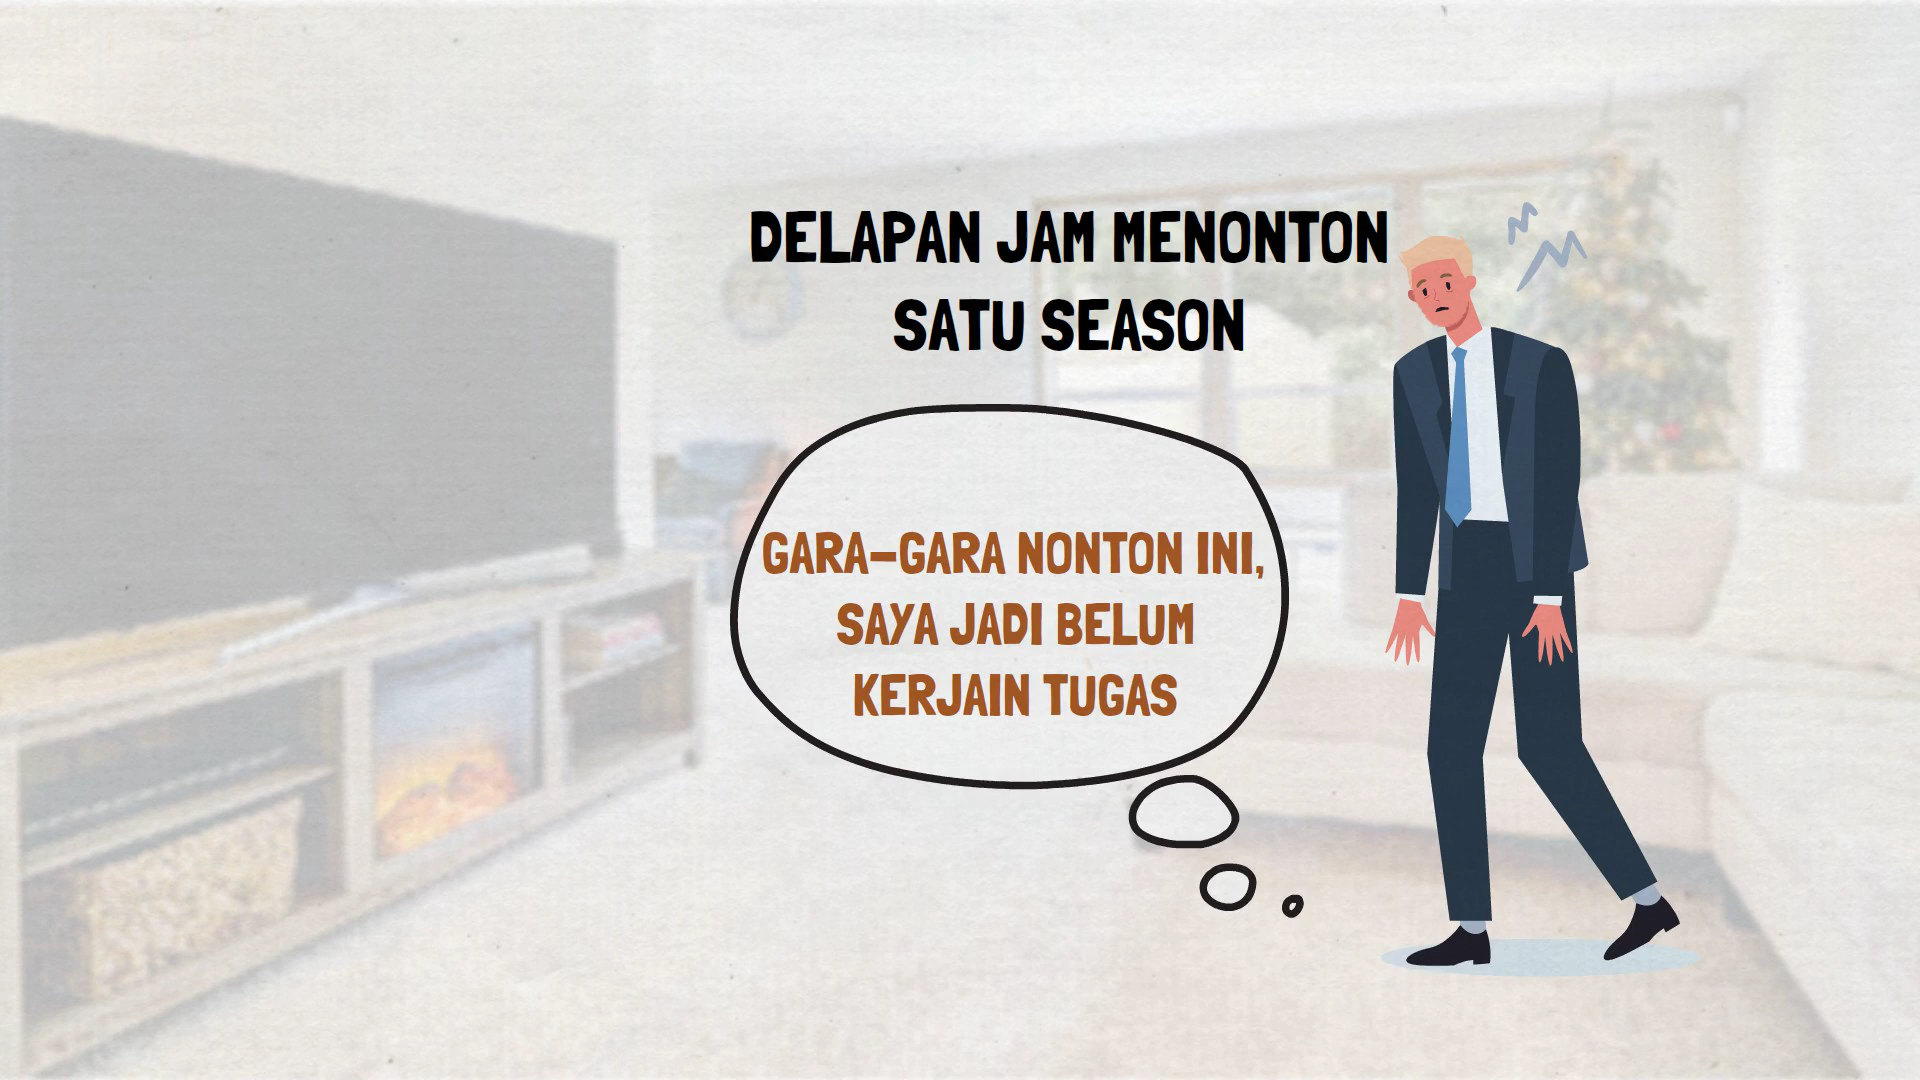 DELAPAN JAM MENONTON
SATU SEASON
GARA-GARA NONTON INI,
SAYA JADI BELUM
KERJAIN TUGAS